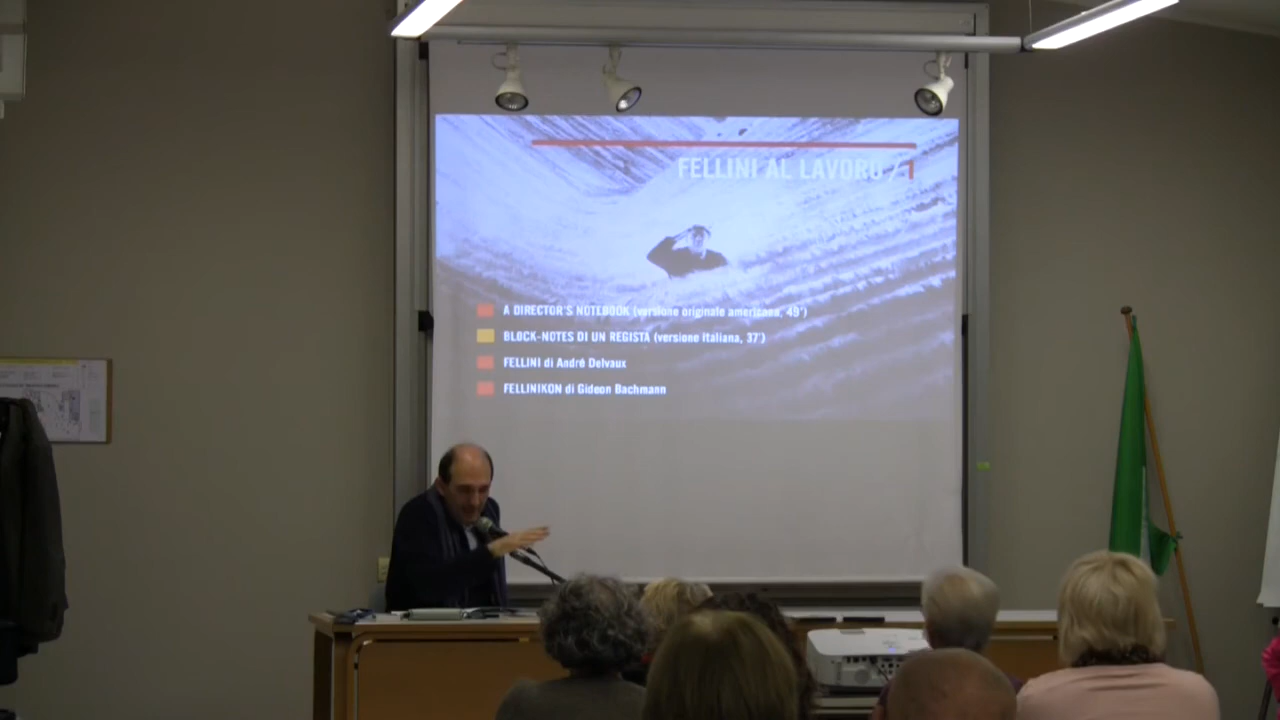 FELLINI AL LAVORO / 1
A DIRECTOR'S NOTEBOOK (versione originale americana, 49')
BLOCK-NOTES DI UN REGISTA (versione italiana, 37')
FELLINI di André Delvaux
FELLINIKON di Gideon Bachmann